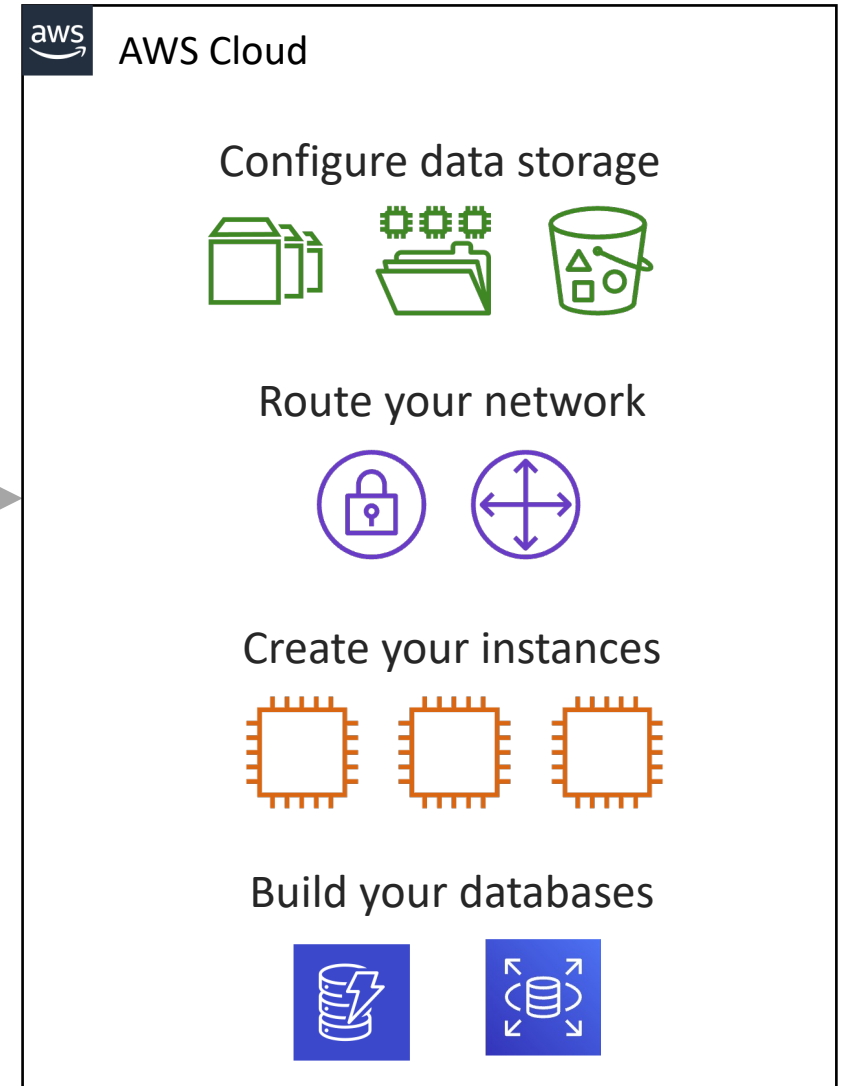 aws
AWS Cloud
Configure data storage
Route your network
Create your instances
Build your databases